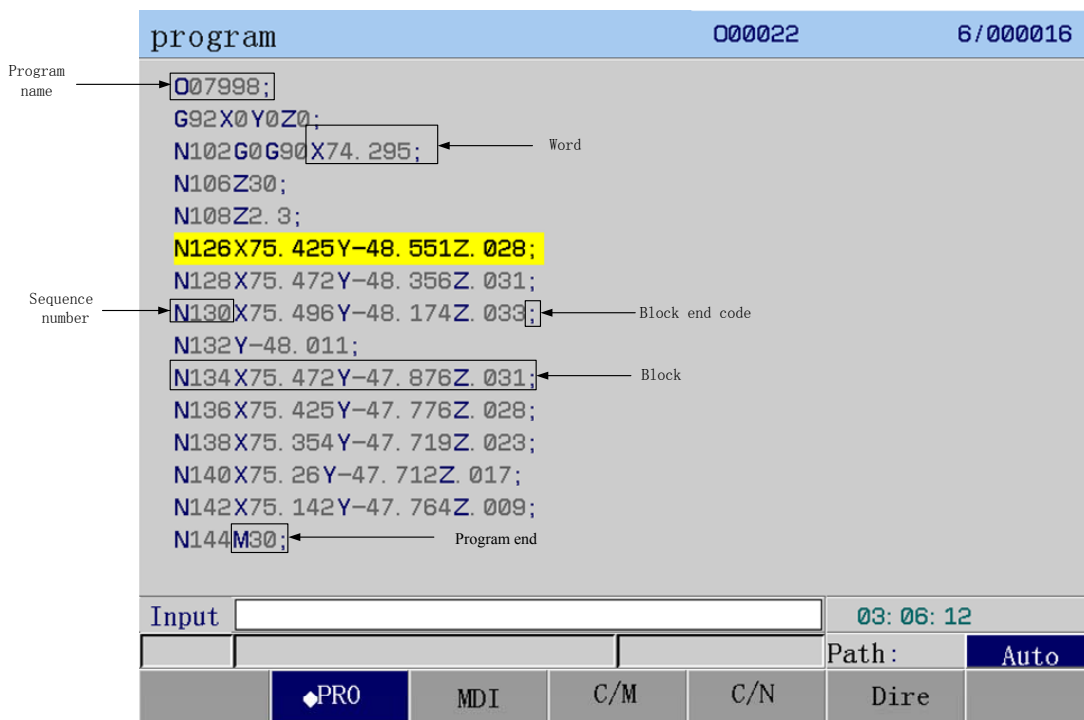 program O00022 6/000016
Program name
O07998;
G92X0Y0Z0;
N102G0G90X74.295;
Word
N106Z30;
N108Z2.3;
N126X75.425Y-48.551Z.028;
N128X75.472Y-48.356Z.031;
Sequence number
N130X75.496Y-48.174Z.033;
Block end code
N132Y-48.011;
N134X75.472Y-47.876Z.031;
Block
N136X75.425Y-47.776Z.028;
N138X75.354Y-47.719Z.023;
N140X75.26Y-47.712Z.017;
N142X75.142Y-47.764Z.009;
N144M30;
Program end
Input 03:06:12
Path: Auto
◆PRO MDI C/M C/N Dire